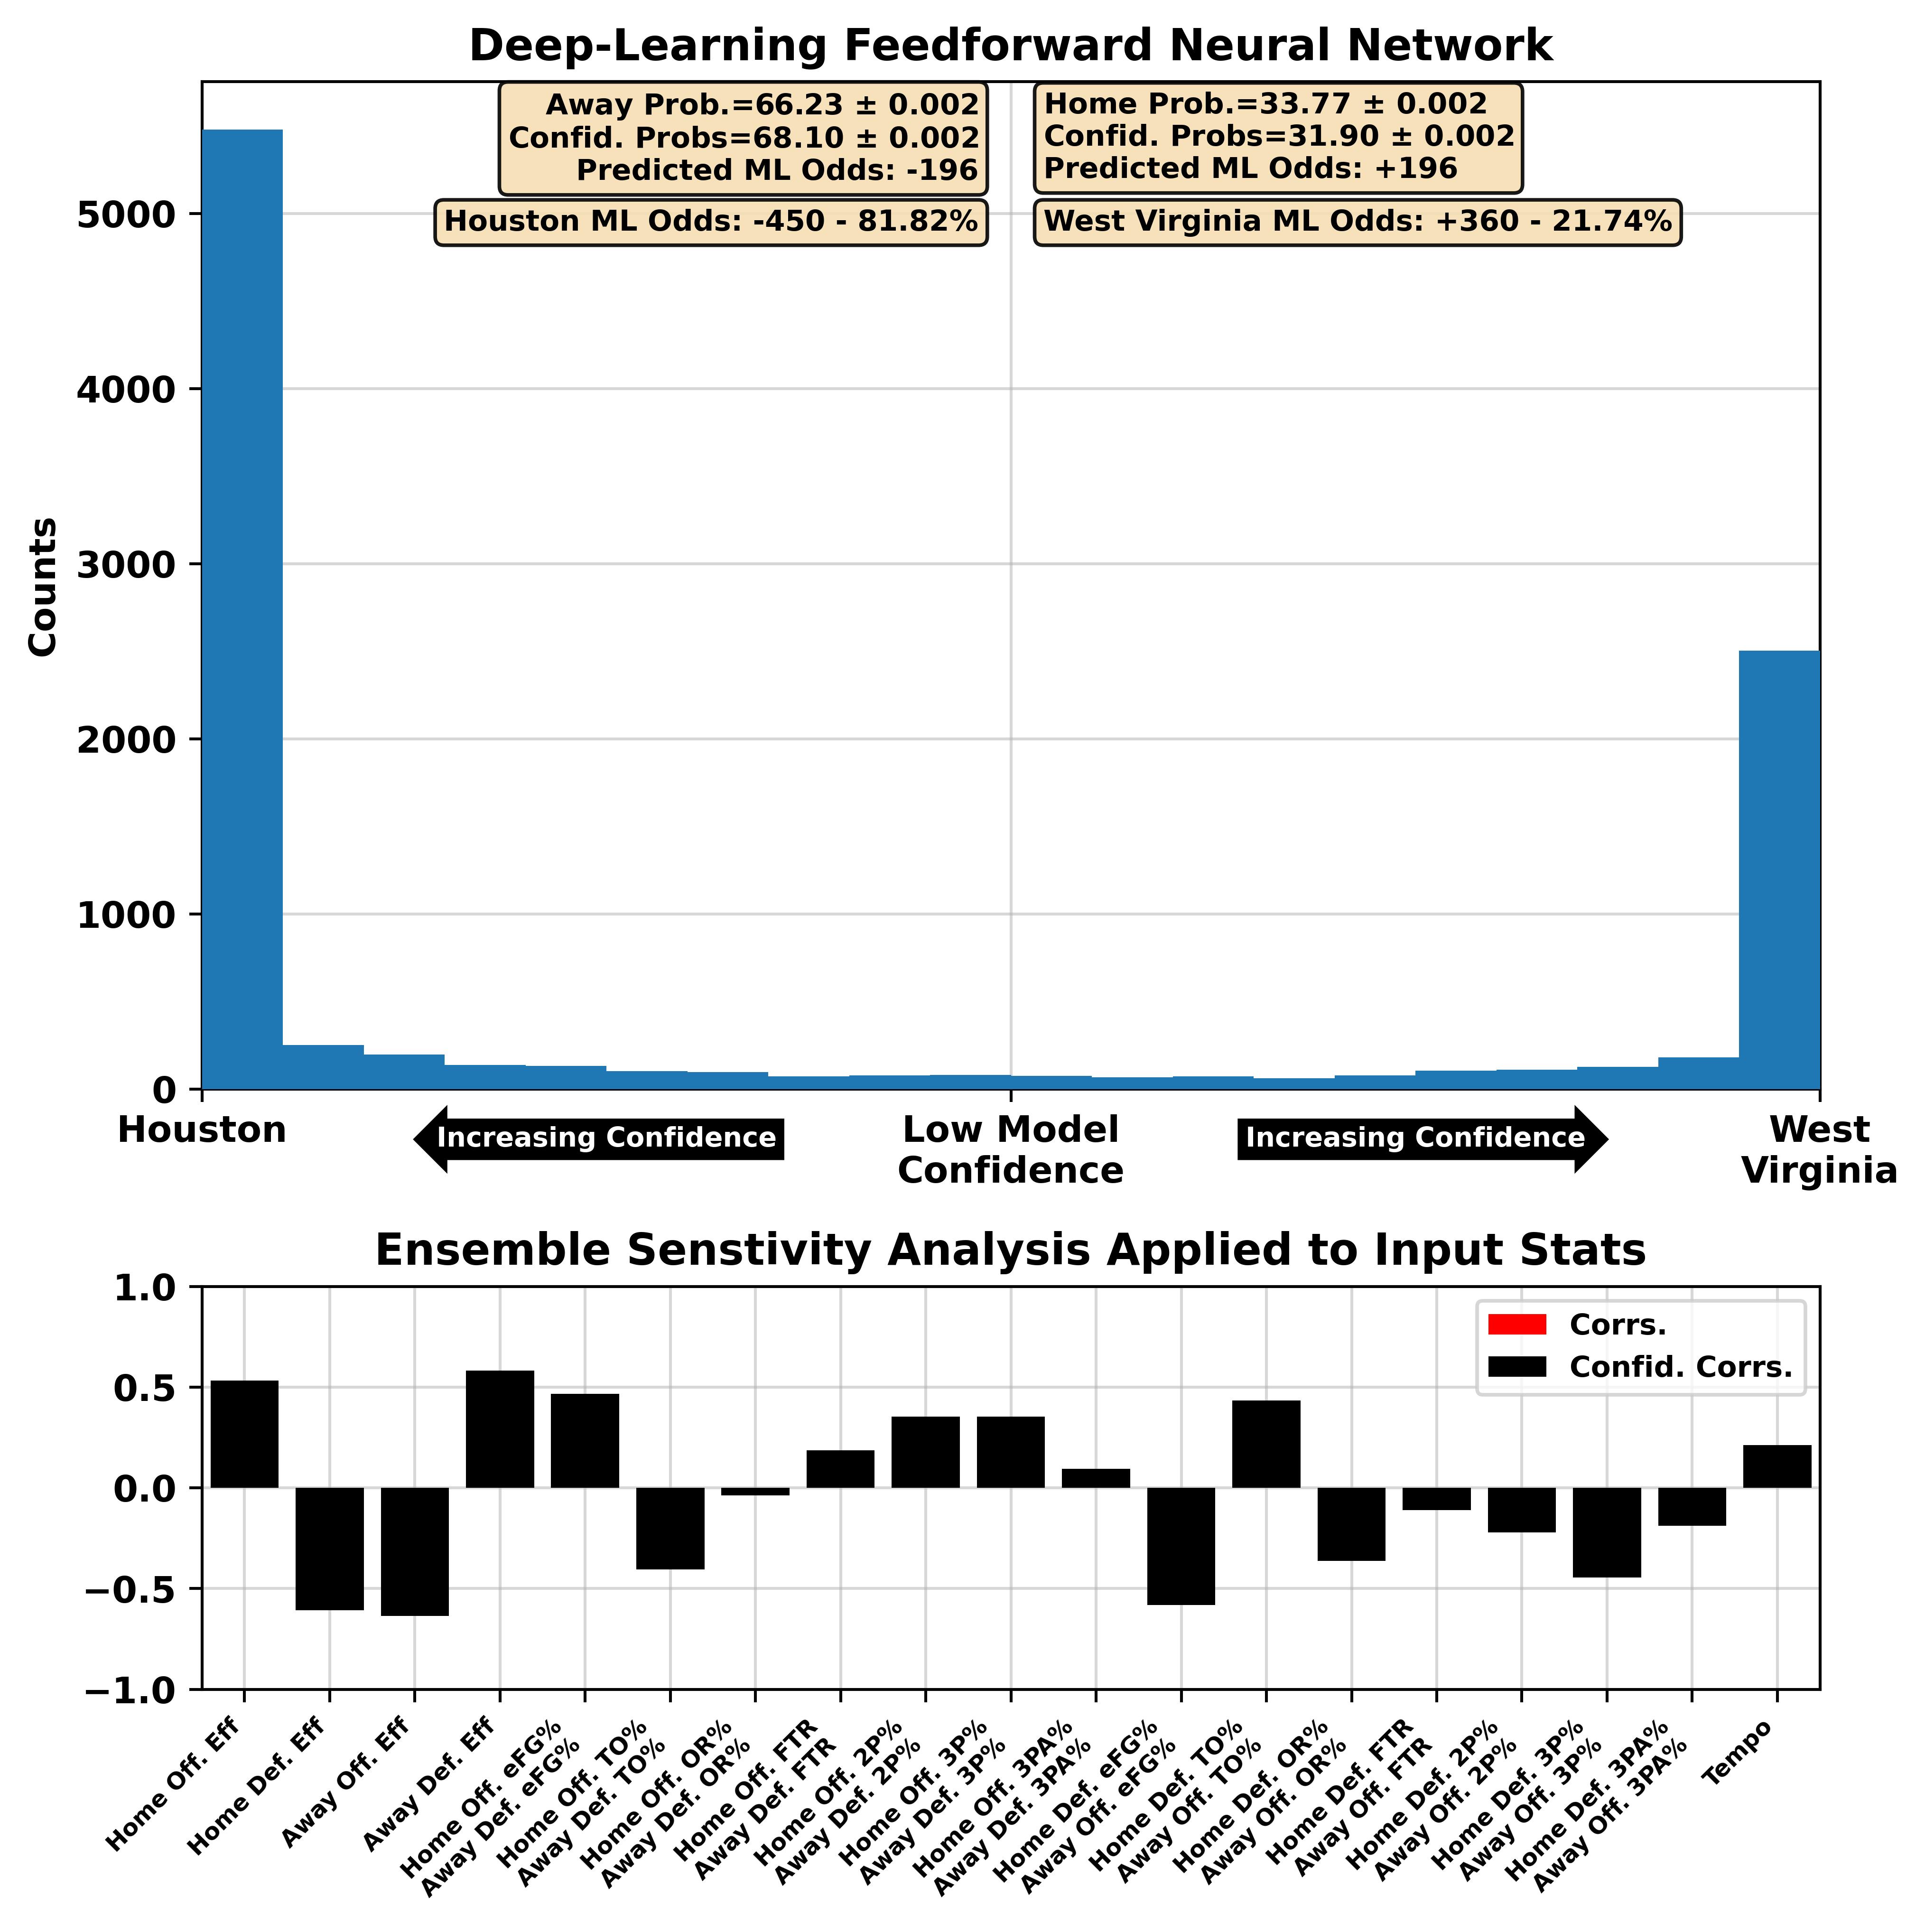 Deep-Learning Feedforward Neural Network
Away Prob.=66.23 ± 0.002
Confid. Probs=68.10 ± 0.002
Predicted ML Odds: -196
Houston ML Odds: -450 - 81.82%
Home Prob.=33.77 ± 0.002
Confid. Probs=31.90 ± 0.002
Predicted ML Odds: +196
West Virginia ML Odds: +360 - 21.74%
Counts
5000
4000
3000
2000
1000
0
Houston
Increasing Confidence
Low Model
Confidence
Increasing Confidence
West
Virginia
Ensemble Senstivity Analysis Applied to Input Stats
1.0
0.5
0.0
−0.5
−1.0
Corrs.
Confid. Corrs.
Home Off. Eff
Home Def. Eff
Away Off. Eff
Away Def. Eff
Home Off. eFG%
Away Def. eFG%
Home Off. TO%
Away Def. TO%
Home Off. OR%
Away Def. OR%
Home Off. FTR
Away Def. FTR
Home Off. 2P%
Away Def. 2P%
Home Off. 3P%
Away Def. 3P%
Home Off. 3PA%
Away Def. 3PA%
Home Def. eFG%
Away Off. eFG%
Home Def. TO%
Away Off. TO%
Home Def. OR%
Away Off. OR%
Home Def. FTR
Away Off. FTR
Home Def. 2P%
Away Off. 2P%
Home Def. 3P%
Away Off. 3P%
Home Def. 3PA%
Away Off. 3PA%
Tempo